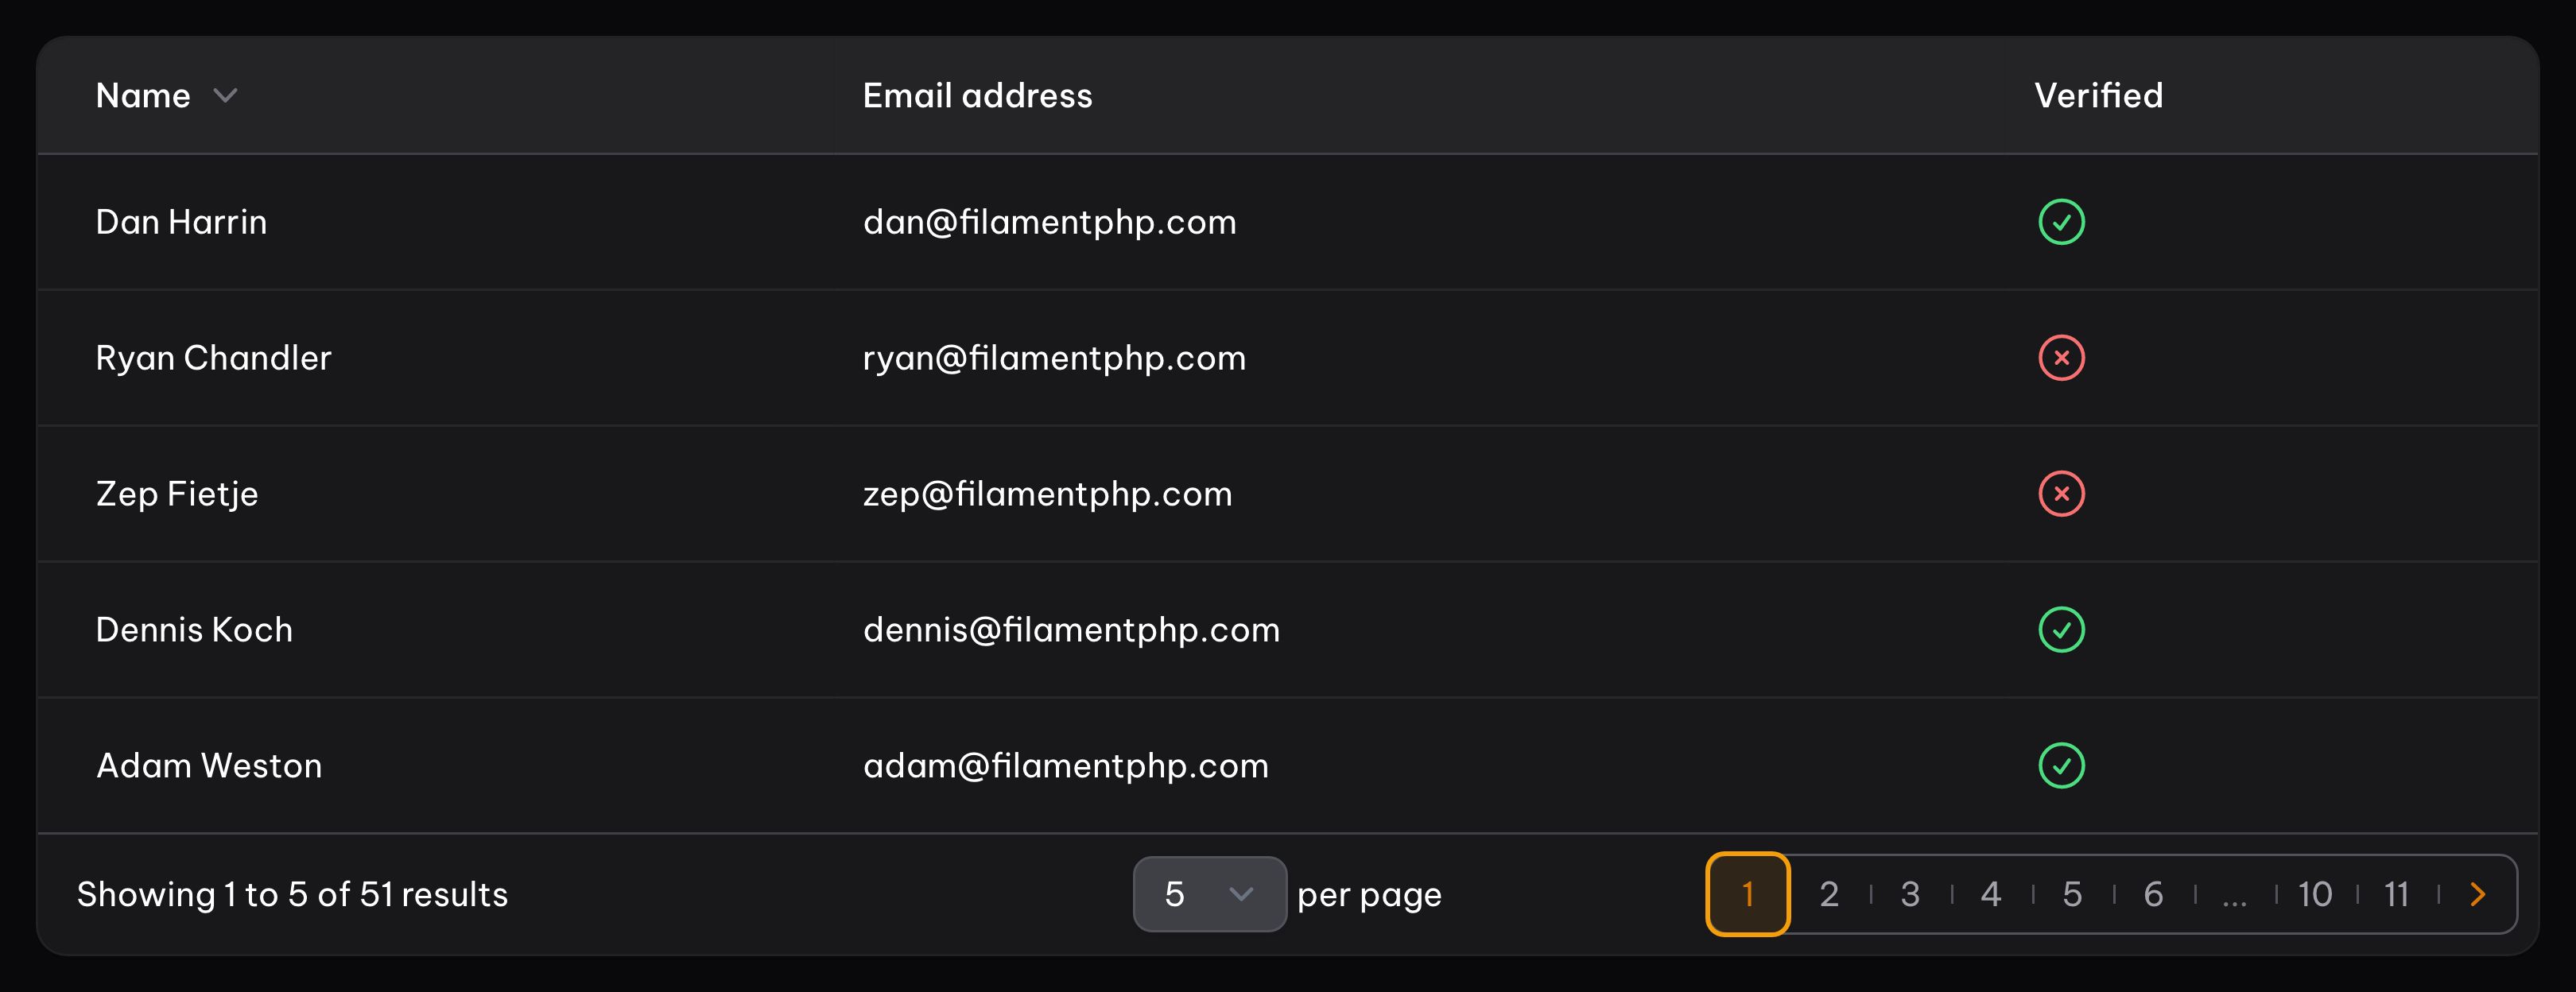 Name Email address Verified
Dan Harrin dan@filamentphp.com
Ryan Chandler ryan@filamentphp.com
Zep Fietje zep@filamentphp.com
Dennis Koch dennis@filamentphp.com
Adam Weston adam@filamentphp.com
Showing 1 to 5 of 51 results 5 per page 1 2 3 4 5 6 ... 10 11